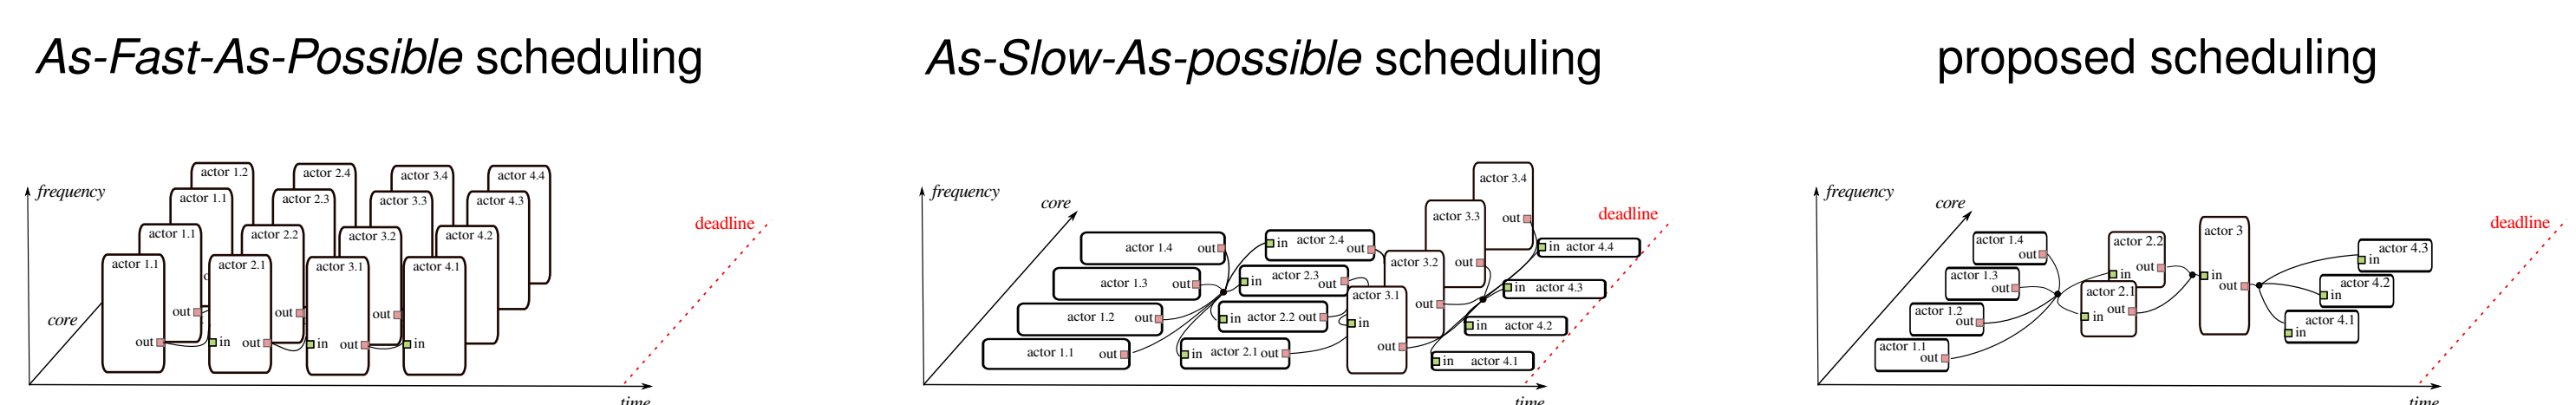 As-Fast-As-Possible scheduling
frequency
core
actor 1.2
actor 2.4
actor 3.4
actor 4.4
actor 1.1
actor 2.3
actor 3.3
actor 4.3
actor 1.1
actor 2.2
actor 3.2
actor 4.2
out
out
out
actor 1.1
actor 2.1
actor 3.1
actor 4.1
out
in
out
in
out
in
deadline
time
As-Slow-As-possible scheduling
frequency
core
actor 3.4
out
actor 3.3
out
actor 1.4 out
in actor 2.4 out
in actor 4.4
actor 3.2
out
actor 1.3 out
in actor 2.3 out
in actor 4.3
actor 3.1
in
out
actor 1.2 out
in actor 2.2 out
in actor 4.2
actor 1.1 out
in actor 2.1 out
in actor 4.1
deadline
time
proposed scheduling
frequency
core
actor 1.4
out
actor 1.3
out
actor 1.2
out
actor 1.1
out
actor 2.2
in out
actor 2.1
in out
actor 3
in
out
actor 4.3
in
actor 4.2
in
actor 4.1
in
deadline
time